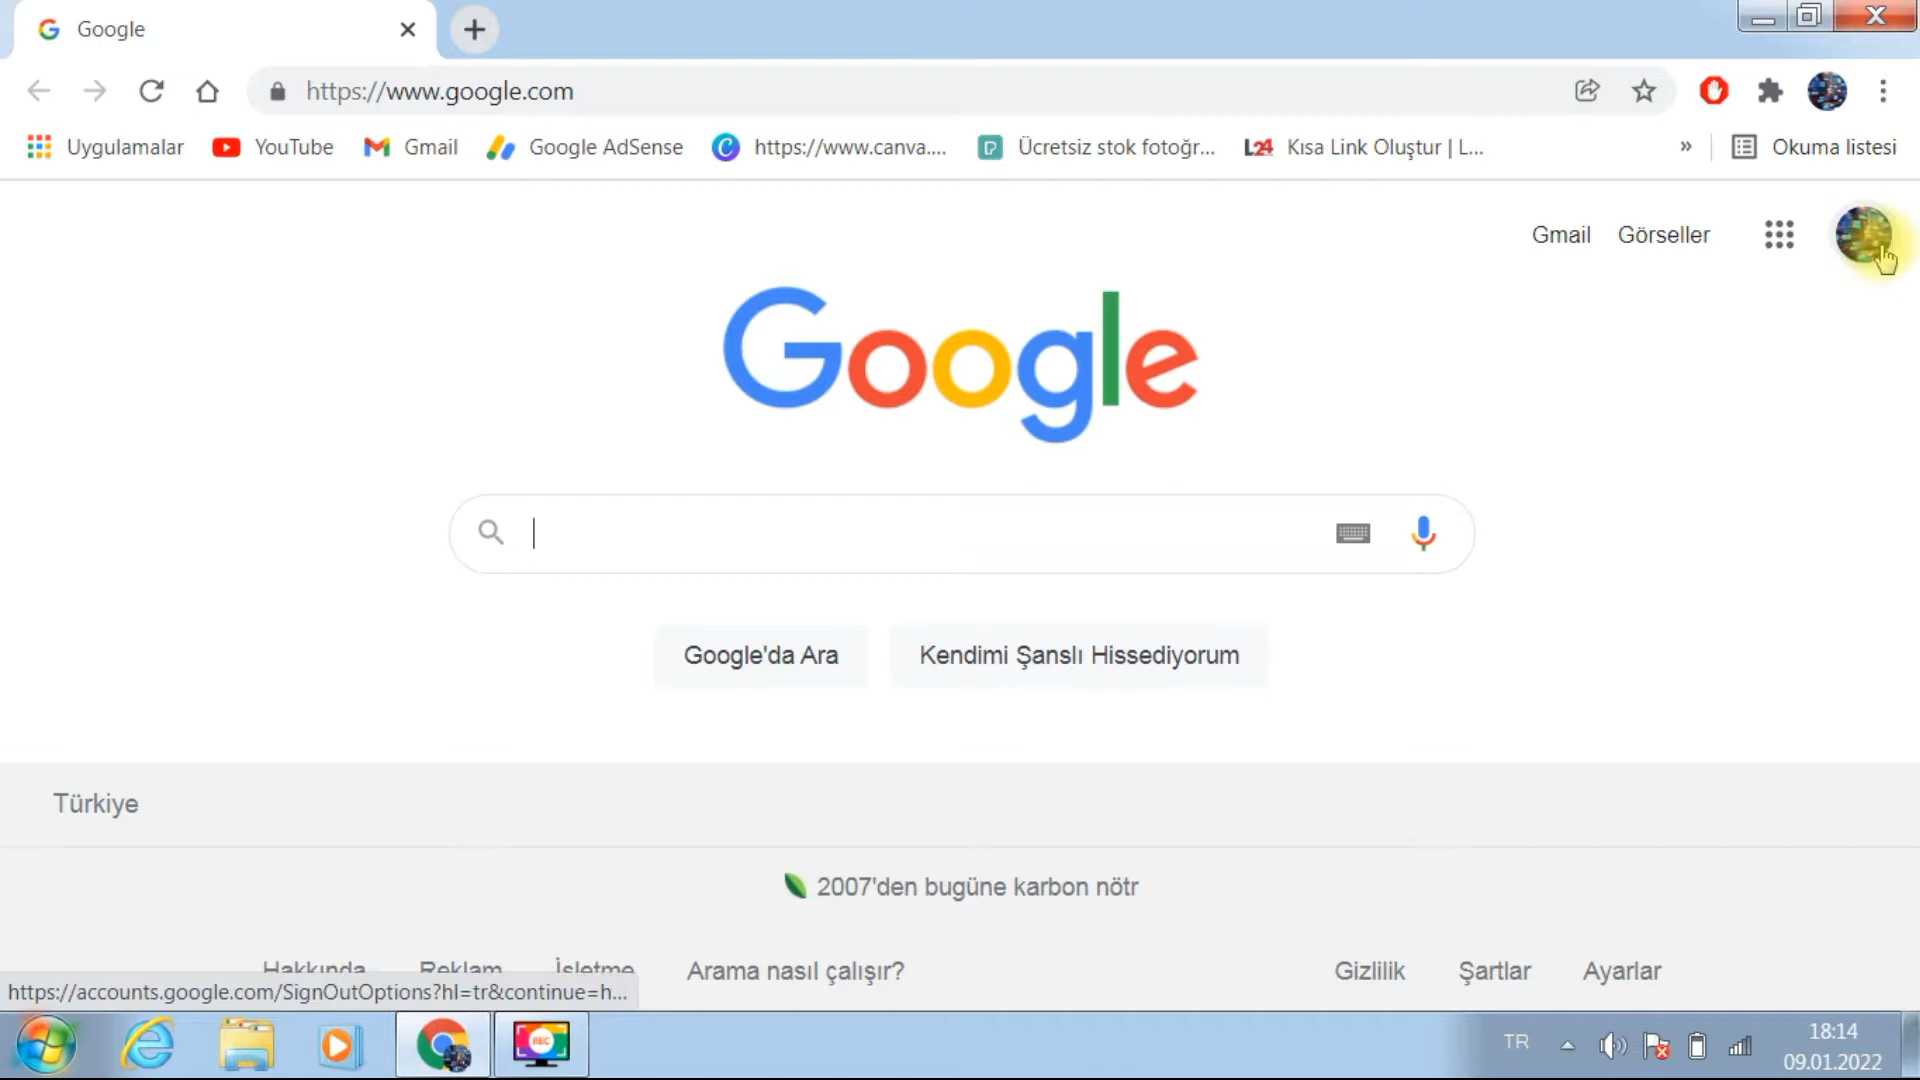 Google
https://www.google.com
Uygulamalar YouTube Gmail Google AdSense https://www.canva.... Ücretsiz stok fotoğr... L24 Kısa Link Oluştur | L... » Okuma listesi
Gmail Görseller
Google
Google'da Ara Kendimi Şanslı Hissediyorum
Türkiye
2007'den bugüne karbon nötr
Hakkında Reklam İşletme Arama nasıl çalışır? Gizlilik Şartlar Ayarlar
https://accounts.google.com/SignOutOptions?hl=tr&continue=h...
REC
TR
18:14
09.01.2022